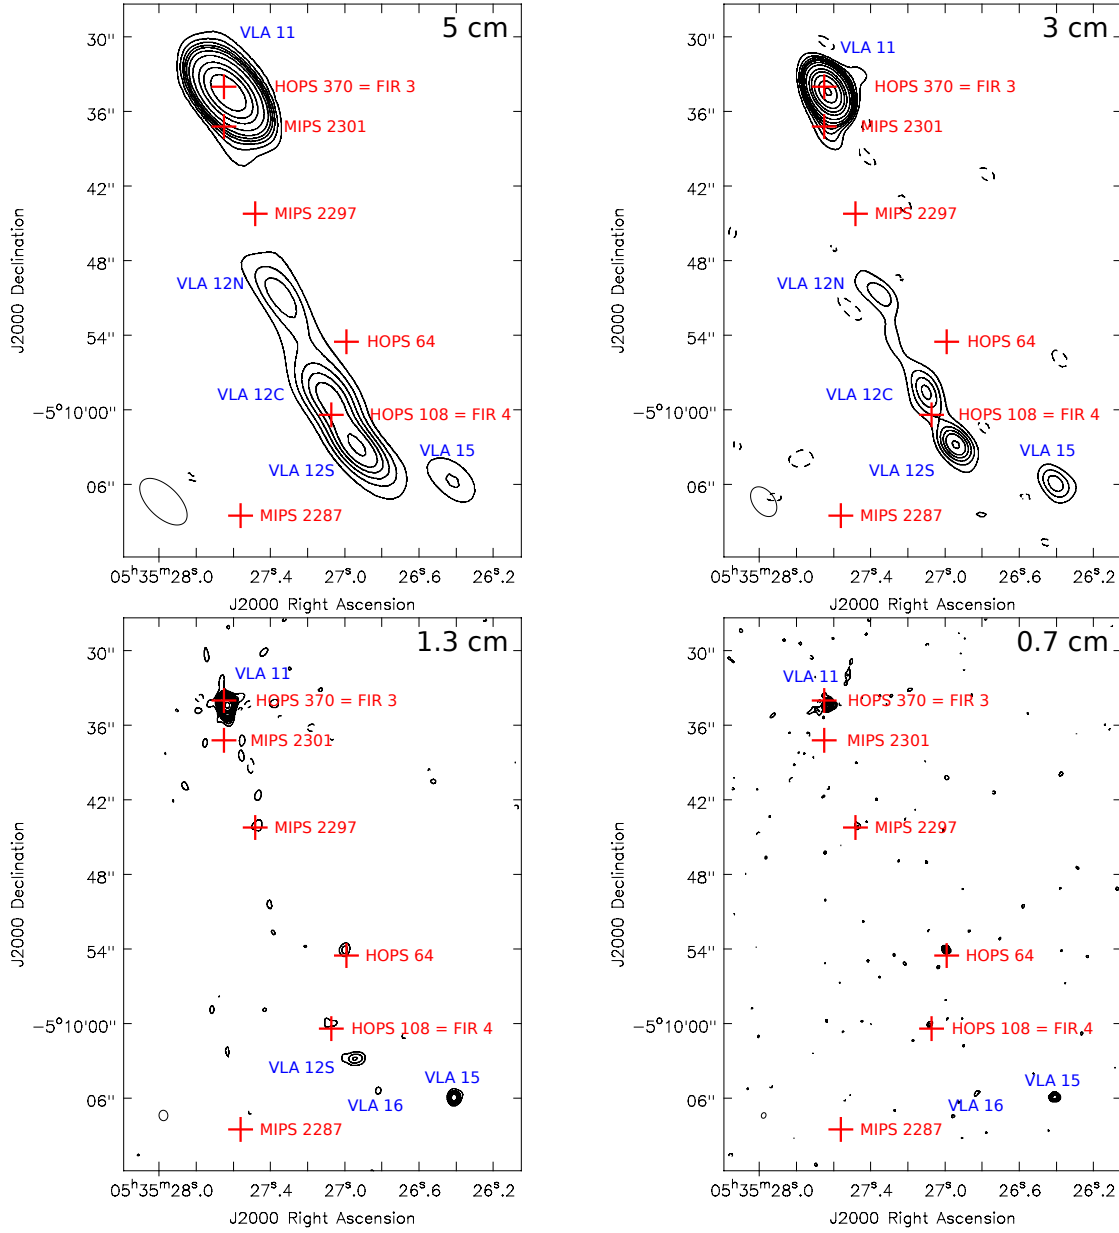 5 cm
VLA 11
30''
HOPS 370 = FIR 3
36''
MIPS 2301
42''
MIPS 2297
48''
VLA 12N
54''
HOPS 64
VLA 12C
−5°10'00''
HOPS 108 = FIR 4
VLA 15
VLA 12S
06''
MIPS 2287
J2000 Declination
05ʰ35ᵐ28ˢ.0 27ˢ.4 27ˢ.0 26ˢ.6 26ˢ.2
J2000 Right Ascension
3 cm
VLA 11
30''
HOPS 370 = FIR 3
36''
MIPS 2301
42''
MIPS 2297
48''
VLA 12N
54''
HOPS 64
VLA 12C
−5°10'00''
HOPS 108 = FIR 4
VLA 15
VLA 12S
06''
MIPS 2287
J2000 Declination
05ʰ35ᵐ28ˢ.0 27ˢ.4 27ˢ.0 26ˢ.6 26ˢ.2
J2000 Right Ascension
1.3 cm
30''
VLA 11
HOPS 370 = FIR 3
36''
MIPS 2301
42''
MIPS 2297
48''
54''
HOPS 64
−5°10'00''
HOPS 108 = FIR 4
VLA 12S
VLA 15
06''
VLA 16
MIPS 2287
J2000 Declination
05ʰ35ᵐ28ˢ.0 27ˢ.4 27ˢ.0 26ˢ.6 26ˢ.2
J2000 Right Ascension
0.7 cm
30''
VLA 11
HOPS 370 = FIR 3
36''
MIPS 2301
42''
MIPS 2297
48''
54''
HOPS 64
−5°10'00''
HOPS 108 = FIR 4
VLA 15
06''
VLA 16
MIPS 2287
J2000 Declination
05ʰ35ᵐ28ˢ.0 27ˢ.4 27ˢ.0 26ˢ.6 26ˢ.2
J2000 Right Ascension